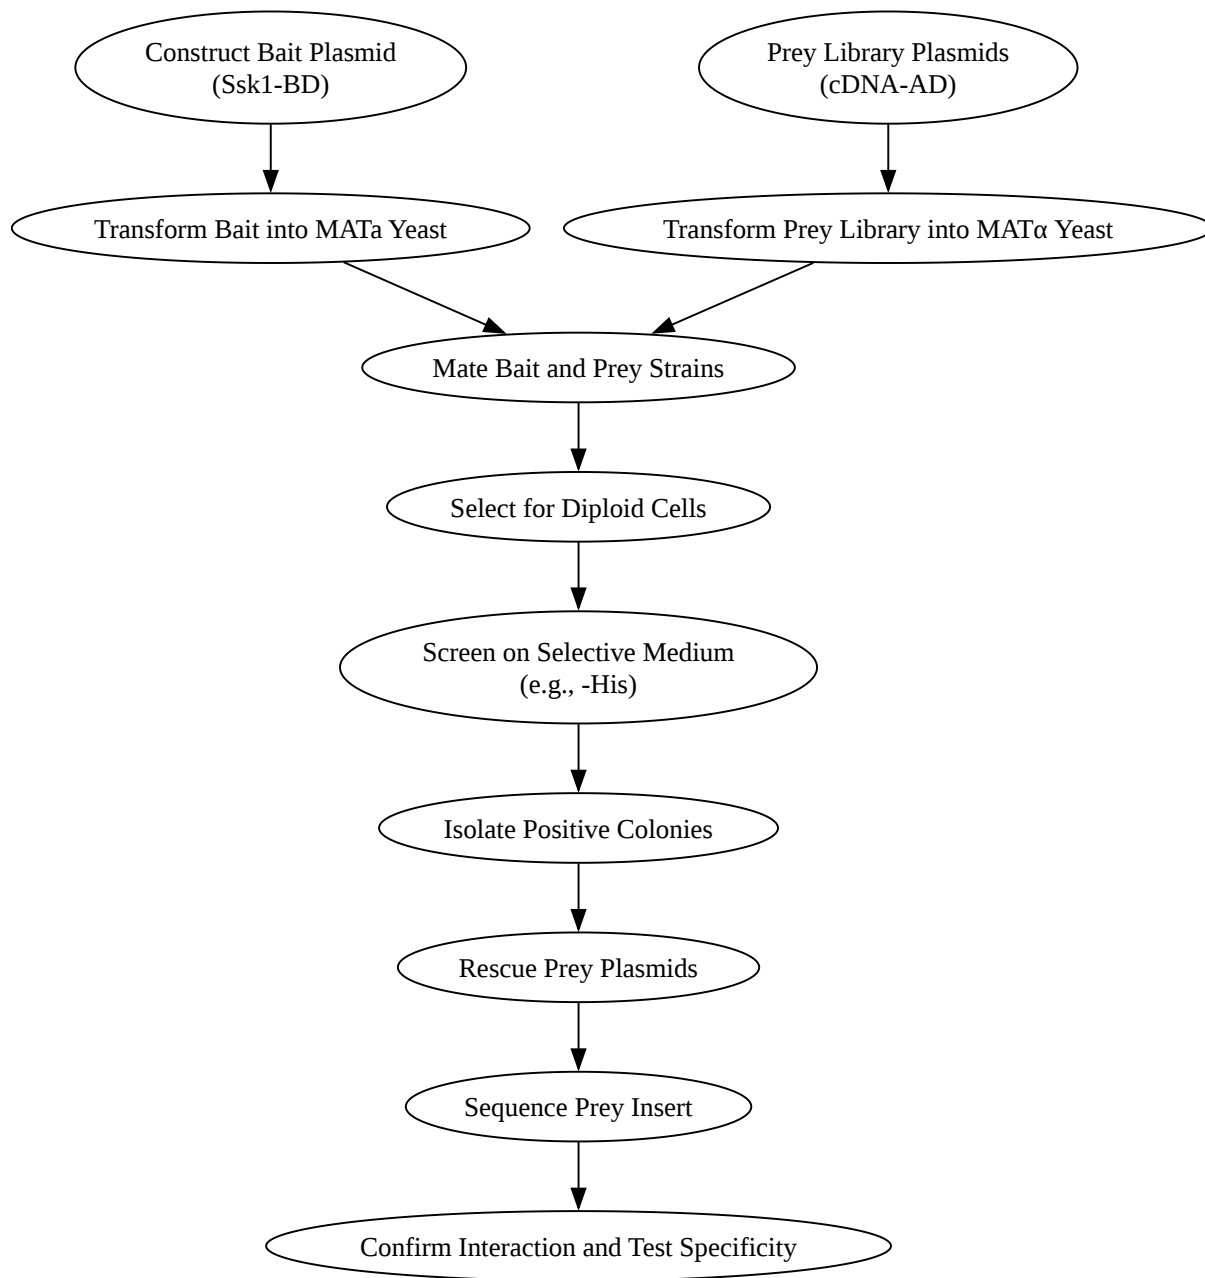 Construct Bait Plasmid
(Ssk1-BD)
Prey Library Plasmids
(cDNA-AD)
Transform Bait into MATa Yeast
Transform Prey Library into MATα Yeast
Mate Bait and Prey Strains
Select for Diploid Cells
Screen on Selective Medium
(e.g., -His)
Isolate Positive Colonies
Rescue Prey Plasmids
Sequence Prey Insert
Confirm Interaction and Test Specificity